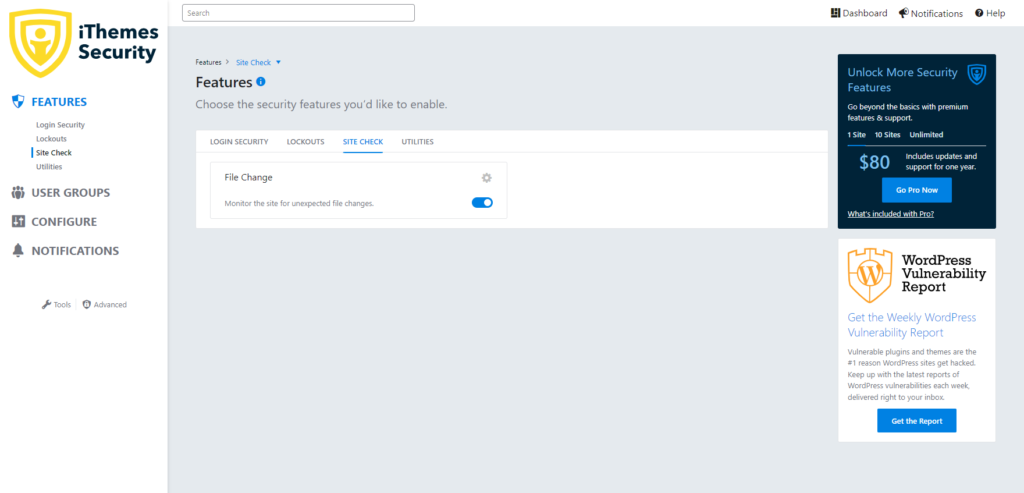 iThemes
Security
FEATURES
Login Security
Lockouts
Site Check
Utilities
USER GROUPS
CONFIGURE
NOTIFICATIONS
Tools
Advanced
Search
Dashboard
Notifications
Help
Features > Site Check
Features
Choose the security features you'd like to enable.
LOGIN SECURITY LOCKOUTS SITE CHECK UTILITIES
File Change
Monitor the site for unexpected file changes.
Unlock More Security
Features
Go beyond the basics with premium
features & support.
1 Site 10 Sites Unlimited
$80
Includes updates and
support for one year.
Go Pro Now
What's included with Pro?
WordPress
Vulnerability
Report
Get the Weekly WordPress
Vulnerability Report
Vulnerable plugins and themes are the
#1 reason WordPress sites get hacked.
Keep up with the latest reports of
WordPress vulnerabilities each week,
delivered right to your inbox.
Get the Report